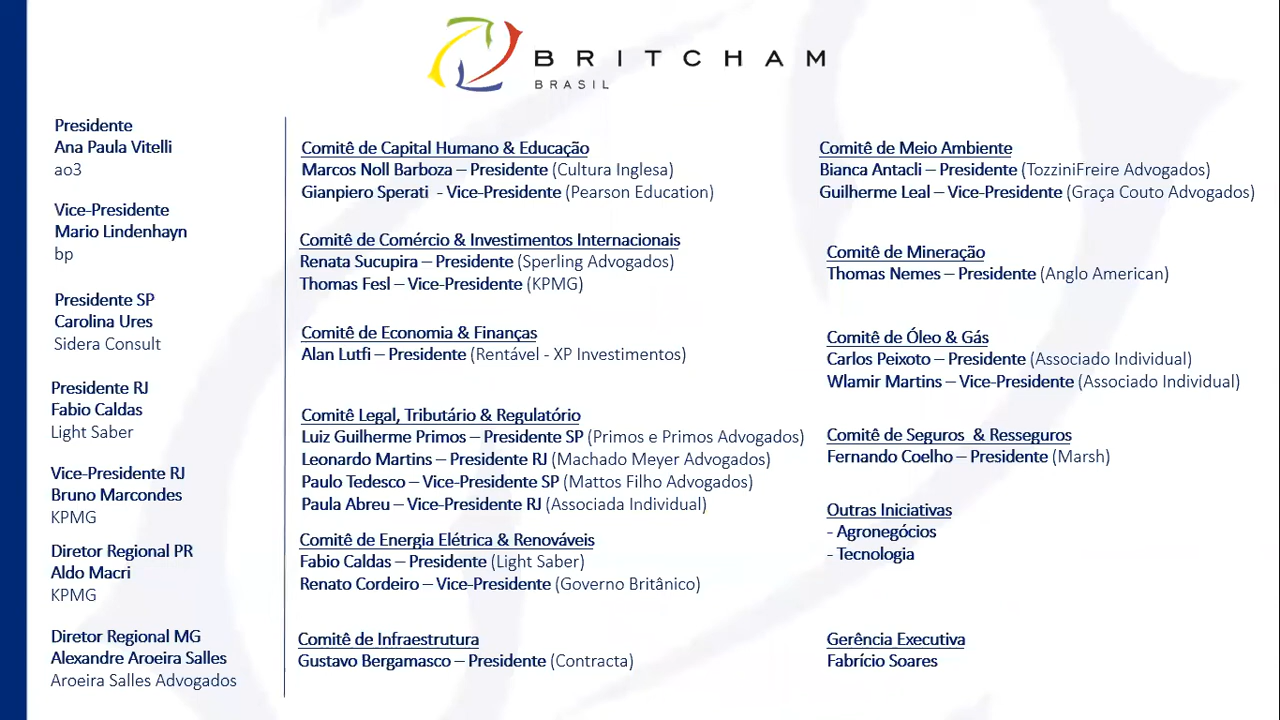 BRITCHAM
BRASIL
Presidente
Ana Paula Vitelli
ao3
Vice-Presidente
Mario Lindenhayn
bp
Presidente SP
Carolina Ures
Sidera Consult
Presidente RJ
Fabio Caldas
Light Saber
Vice-Presidente RJ
Bruno Marcondes
KPMG
Diretor Regional PR
Aldo Macri
KPMG
Diretor Regional MG
Alexandre Aroeira Salles
Aroeira Salles Advogados
Comitê de Capital Humano & Educação
Marcos Noll Barboza – Presidente (Cultura Inglesa)
Gianpiero Sperati - Vice-Presidente (Pearson Education)
Comitê de Comércio & Investimentos Internacionais
Renata Sucupira – Presidente (Sperling Advogados)
Thomas Fesl – Vice-Presidente (KPMG)
Comitê de Economia & Finanças
Alan Lutfi – Presidente (Rentável - XP Investimentos)
Comitê Legal, Tributário & Regulatório
Luiz Guilherme Primos – Presidente SP (Primos e Primos Advogados)
Leonardo Martins – Presidente RJ (Machado Meyer Advogados)
Paulo Tedesco – Vice-Presidente SP (Mattos Filho Advogados)
Paula Abreu – Vice-Presidente RJ (Associada Individual)
Comitê de Energia Elétrica & Renováveis
Fabio Caldas – Presidente (Light Saber)
Renato Cordeiro – Vice-Presidente (Governo Britânico)
Comitê de Infraestrutura
Gustavo Bergamasco – Presidente (Contracta)
Comitê de Meio Ambiente
Bianca Antacli – Presidente (TozziniFreire Advogados)
Guilherme Leal – Vice-Presidente (Graça Couto Advogados)
Comitê de Mineração
Thomas Nemes – Presidente (Anglo American)
Comitê de Óleo & Gás
Carlos Peixoto – Presidente (Associado Individual)
Wlamir Martins – Vice-Presidente (Associado Individual)
Comitê de Seguros & Resseguros
Fernando Coelho – Presidente (Marsh)
Outras Iniciativas
- Agronegócios
- Tecnologia
Gerência Executiva
Fabrício Soares